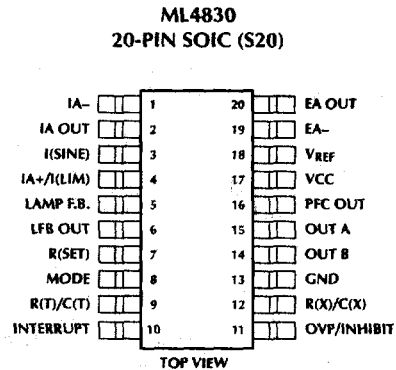 ML4830
20-PIN SOIC (S20)
IA– 1 20 EA OUT
IA OUT 2 19 EA–
I(SINE) 3 18 VREF
IA+/I(LIM) 4 17 VCC
LAMP F.B. 5 16 PFC OUT
LFB OUT 6 15 OUT A
R(SET) 7 14 OUT B
MODE 8 13 GND
R(T)/C(T) 9 12 R(X)/C(X)
INTERRUPT 10 11 OVP/INHIBIT
TOP VIEW